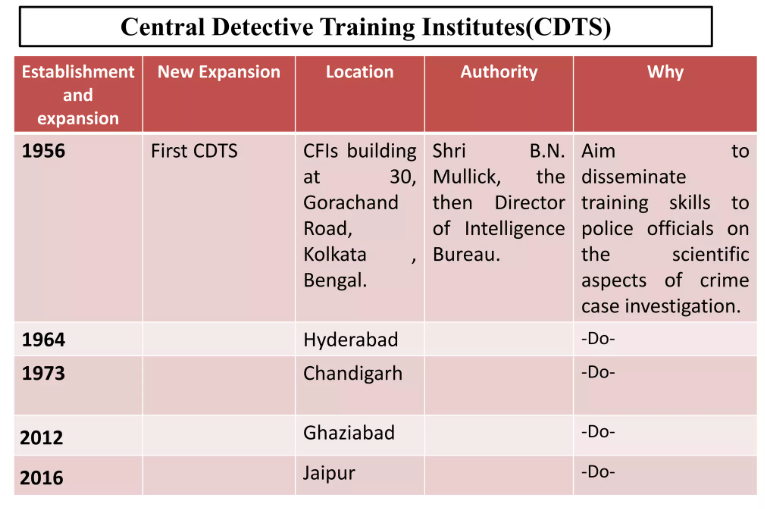 Central Detective Training Institutes(CDTS)
Establishment and expansion New Expansion Location Authority Why
1956 First CDTS CFIs building at 30, Gorachand Road, Kolkata , Bengal. Shri B.N. Mullick, the then Director of Intelligence Bureau. Aim to disseminate training skills to police officials on the scientific aspects of crime case investigation.
1964 Hyderabad -Do-
1973 Chandigarh -Do-
2012 Ghaziabad -Do-
2016 Jaipur -Do-